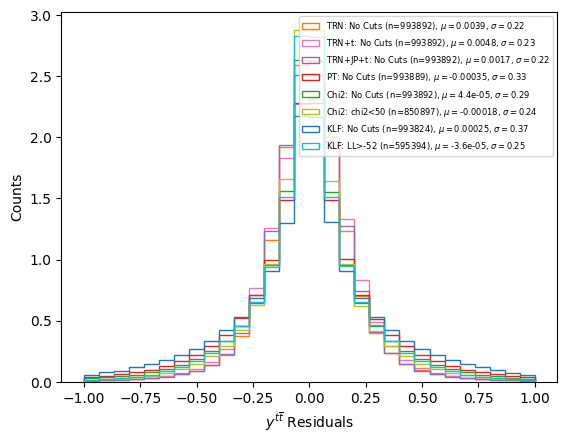 3.0
2.5
2.0
1.5
1.0
0.5
0.0
Counts
TRN: No Cuts (n=993892), μ=0.0039, σ=0.22
TRN+t: No Cuts (n=993892), μ=0.0048, σ=0.23
TRN+JP+t: No Cuts (n=993892), μ=0.0017, σ=0.22
PT: No Cuts (n=993889), μ=-0.00035, σ=0.33
Chi2: No Cuts (n=993892), μ=4.4e-05, σ=0.29
Chi2: chi2<50 (n=850897), μ=-0.00018, σ=0.24
KLF: No Cuts (n=993824), μ=0.00025, σ=0.37
KLF: LL>-52 (n=595394), μ=-3.6e-05, σ=0.25
−1.00 −0.75 −0.50 −0.25 0.00 0.25 0.50 0.75 1.00
y^{tt̅} Residuals